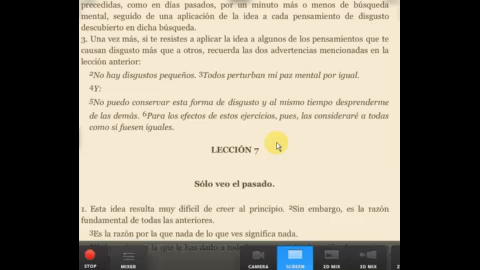 precedidas, como en días pasados, por un minuto más o menos de búsqueda
mental, seguido de una aplicación de la idea a cada pensamiento de disgusto
descubierto en dicha búsqueda.
3. Una vez más, si te resistes a aplicar la idea a algunos de los pensamientos que te
causan disgusto más que a otros, recuerda las dos advertencias mencionadas en la
lección anterior:
2No hay disgustos pequeños. 3Todos perturban mi paz mental por igual.
4Y:
5No puedo conservar esta forma de disgusto y al mismo tiempo desprenderme
de las demás. 6Para los efectos de estos ejercicios, pues, las consideraré a todas
como si fuesen iguales.
LECCIÓN 7
Sólo veo el pasado.
1. Esta idea resulta muy difícil de creer al principio. 2Sin embargo, es la razón
fundamental de todas las anteriores.
3Es la razón por la que nada de lo que ves significa nada.
STOP MIXER CAMERA SCREEN 2D MIX 3D MIX 2